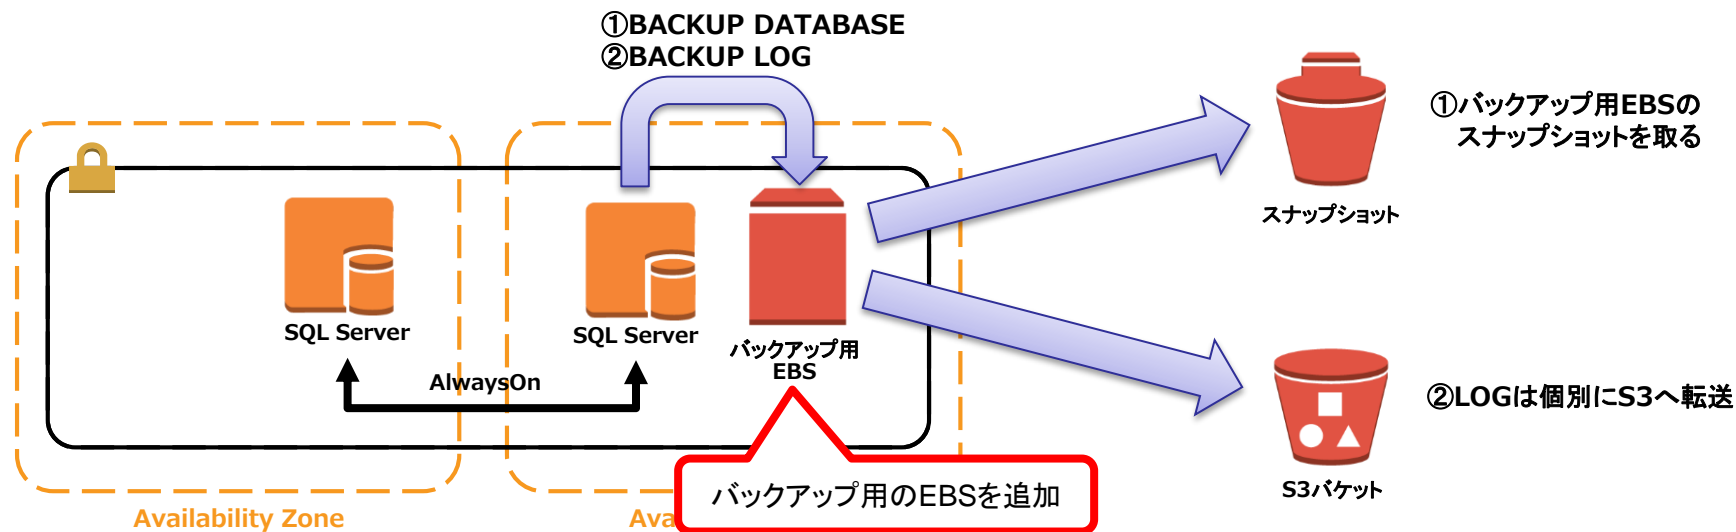 ①BACKUP DATABASE
②BACKUP LOG
①バックアップ用EBSの
スナップショットを取る
スナップショット
SQL Server
SQL Server
バックアップ用
EBS
AlwaysOn
②LOGは個別にS3へ転送
バックアップ用のEBSを追加
S3バケット
Availability Zone
Ava